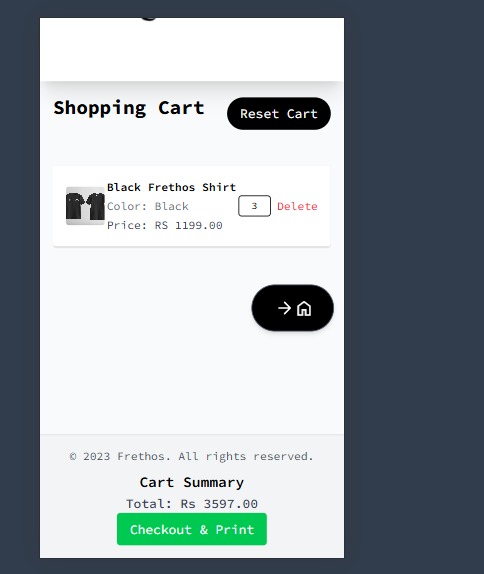 Shopping Cart
Reset Cart
Black Frethos Shirt
Color: Black
3
Delete
Price: RS 1199.00
© 2023 Frethos. All rights reserved.
Cart Summary
Total: Rs 3597.00
Checkout & Print